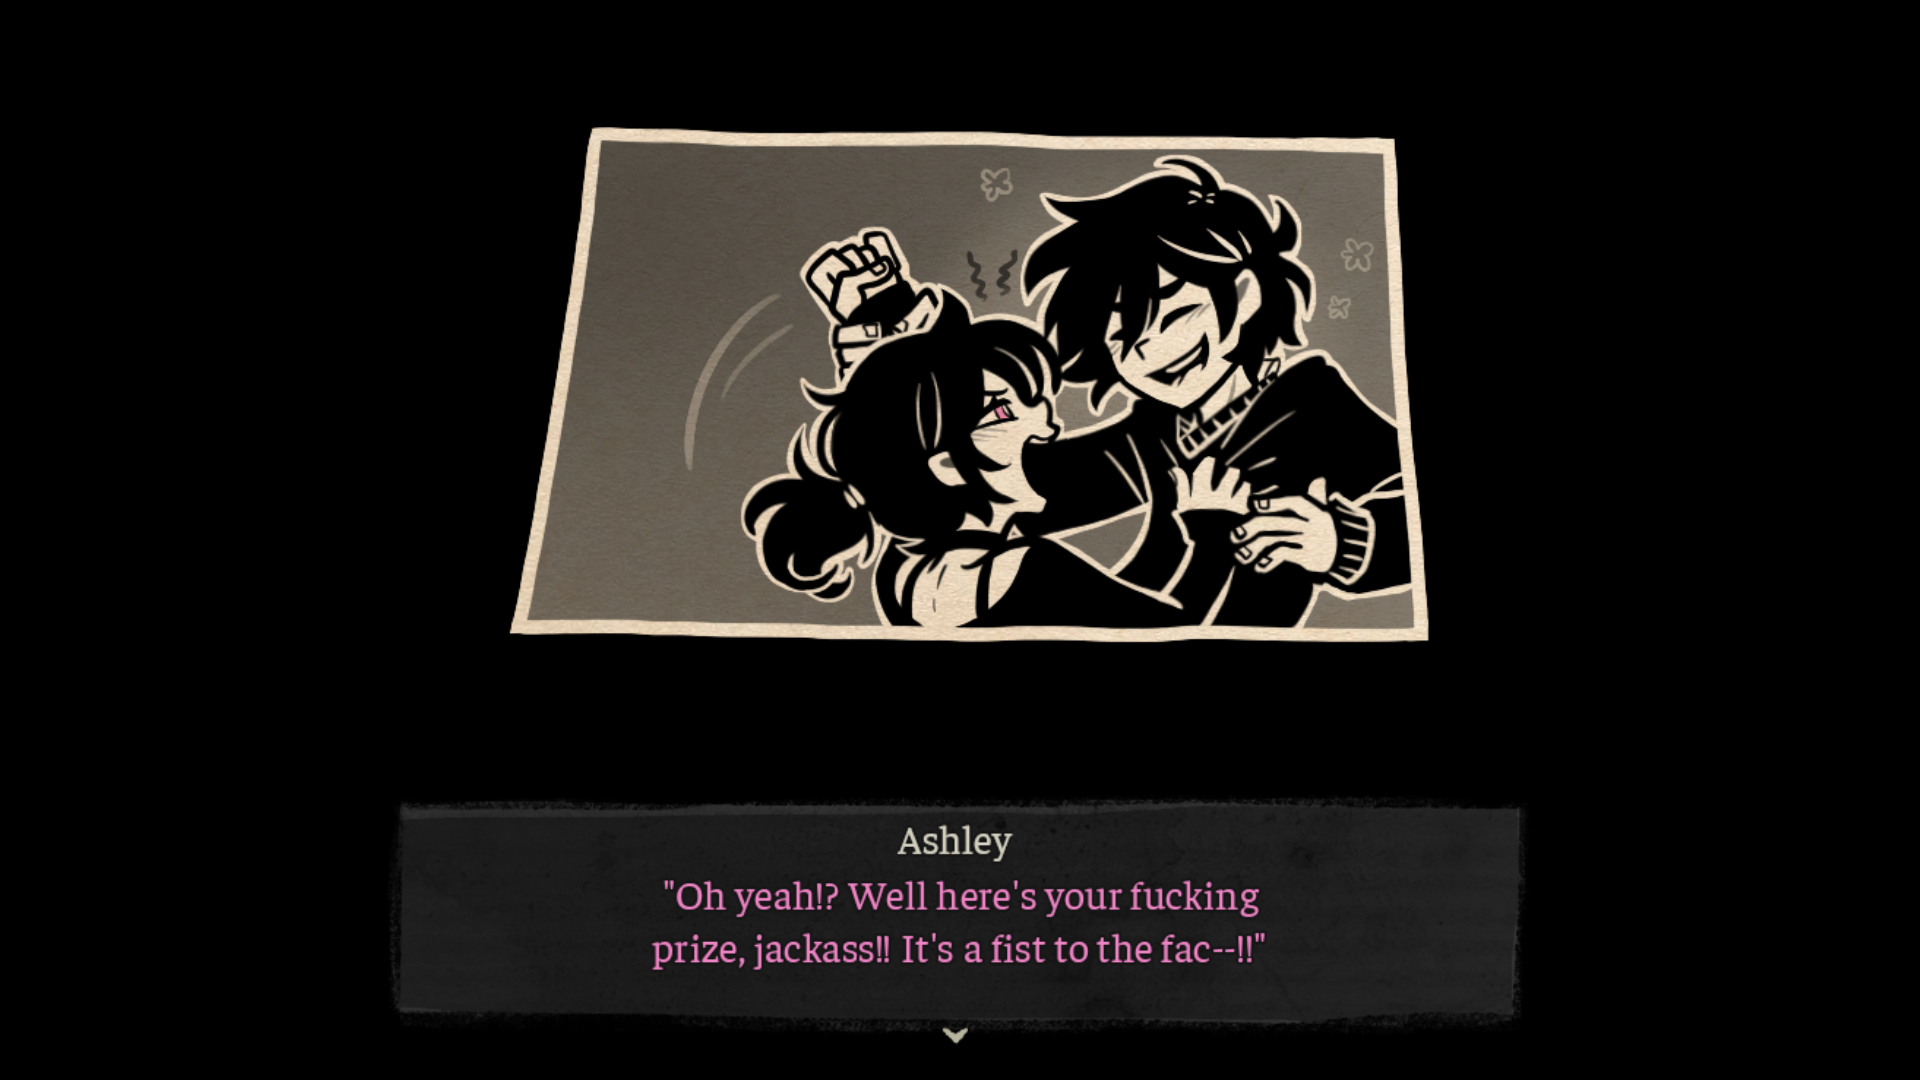 Ashley
"Oh yeah!? Well here's your fucking
prize, jackass!! It's a fist to the fac--!!"